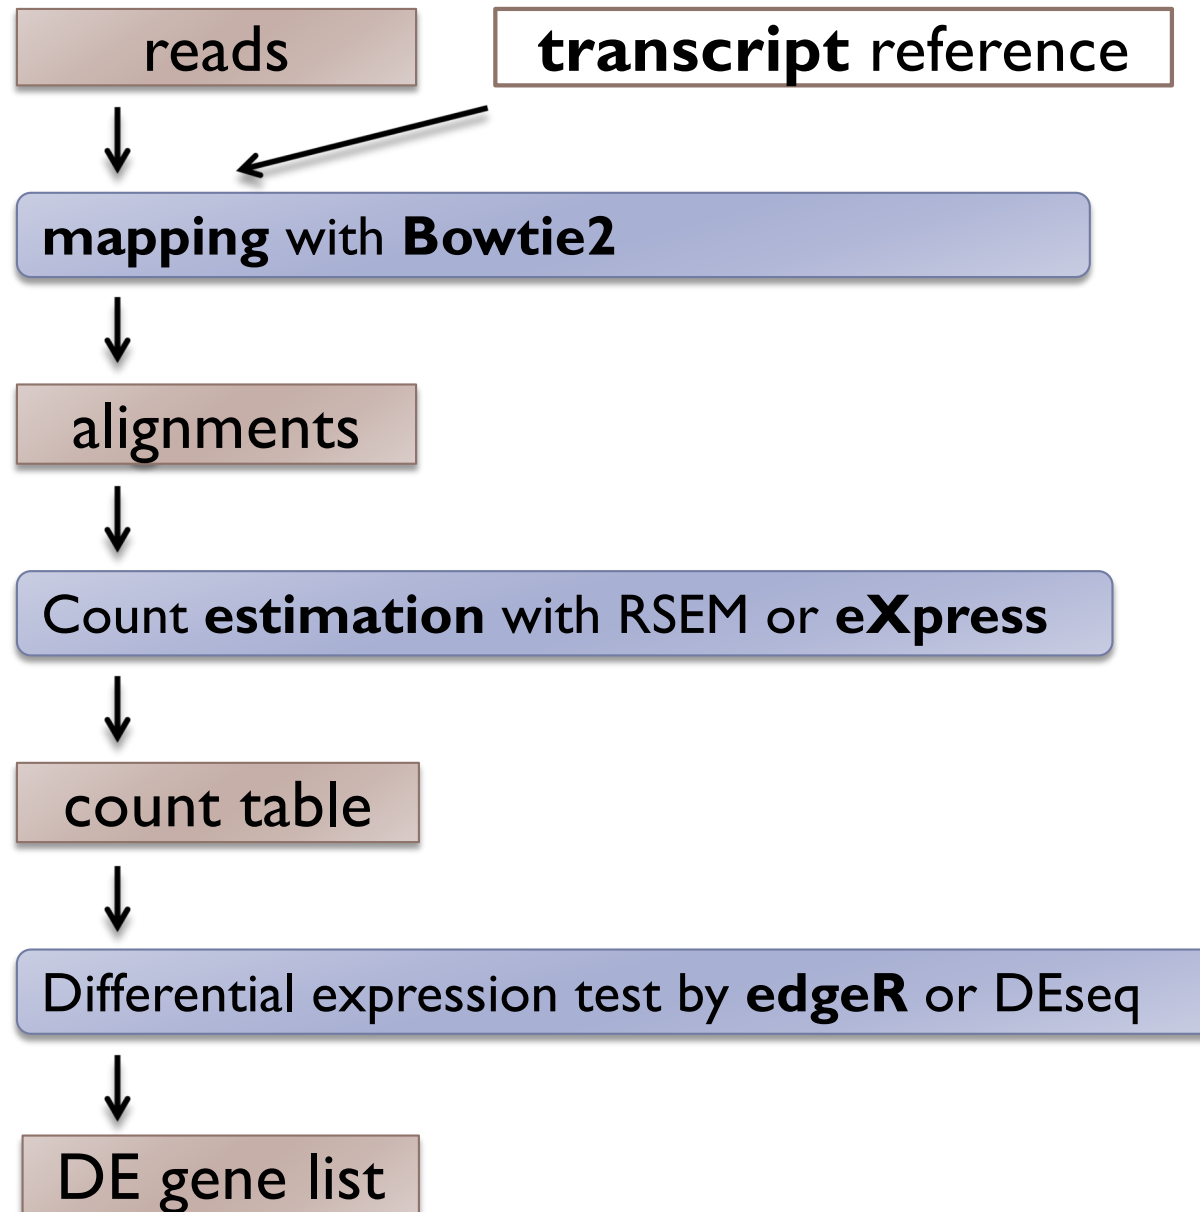 reads
transcript reference
mapping with Bowtie2
alignments
Count estimation with RSEM or eXpress
count table
Differential expression test by edgeR or DEseq
DE gene list